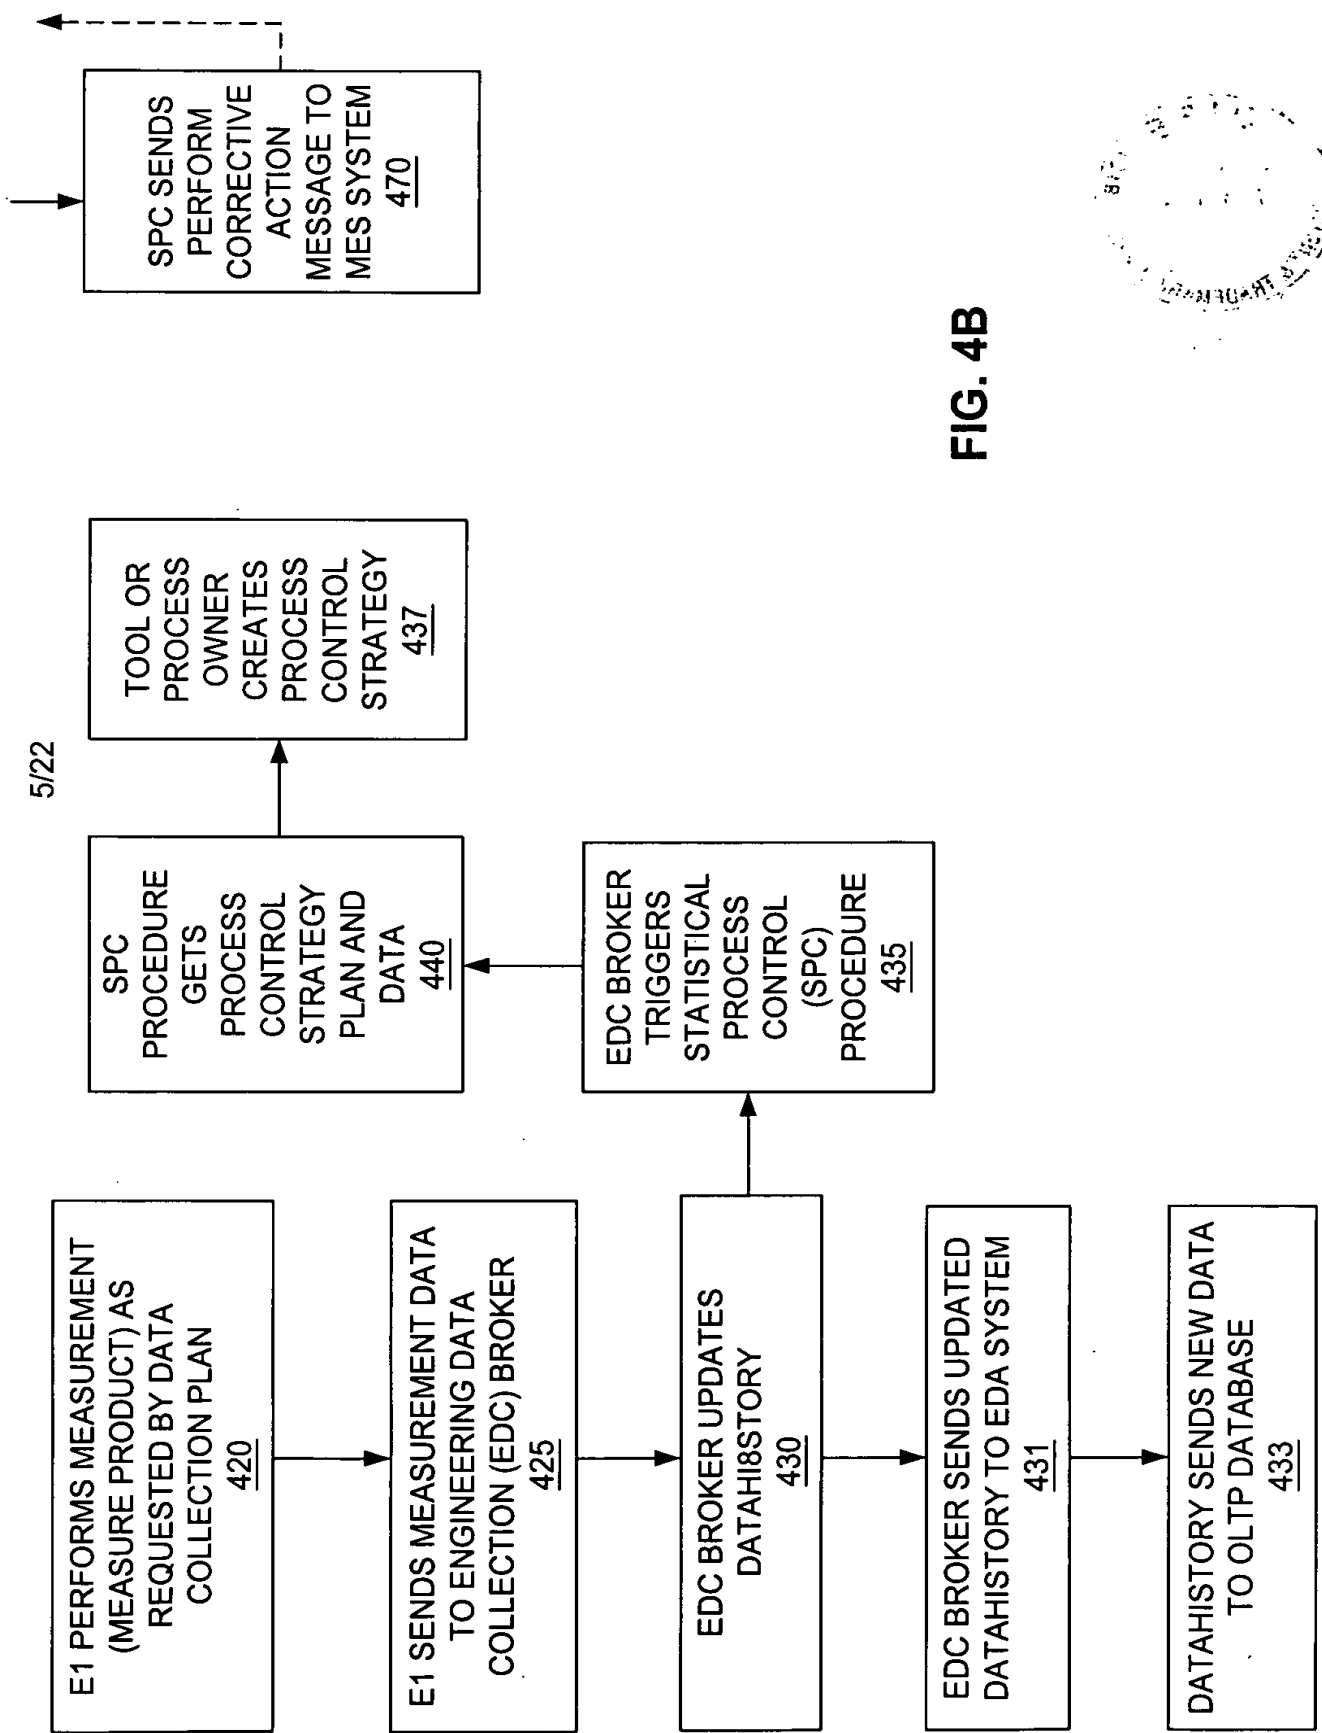 5/22
E1 PERFORMS MEASUREMENT
(MEASURE PRODUCT) AS
REQUESTED BY DATA
COLLECTION PLAN
420
E1 SENDS MEASUREMENT DATA
TO ENGINEERING DATA
COLLECTION (EDC) BROKER
425
EDC BROKER UPDATES
DATAHI8STORY
430
EDC BROKER SENDS UPDATED
DATAHISTORY TO EDA SYSTEM
431
DATAHISTORY SENDS NEW DATA
TO OLTP DATABASE
433
SPC
PROCEDURE
GETS
PROCESS
CONTROL
STRATEGY
PLAN AND
DATA
440
EDC BROKER
TRIGGERS
STATISTICAL
PROCESS
CONTROL
(SPC)
PROCEDURE
435
TOOL OR
PROCESS
OWNER
CREATES
PROCESS
CONTROL
STRATEGY
437
SPC SENDS
PERFORM
CORRECTIVE
ACTION
MESSAGE TO
MES SYSTEM
470
FIG. 4B